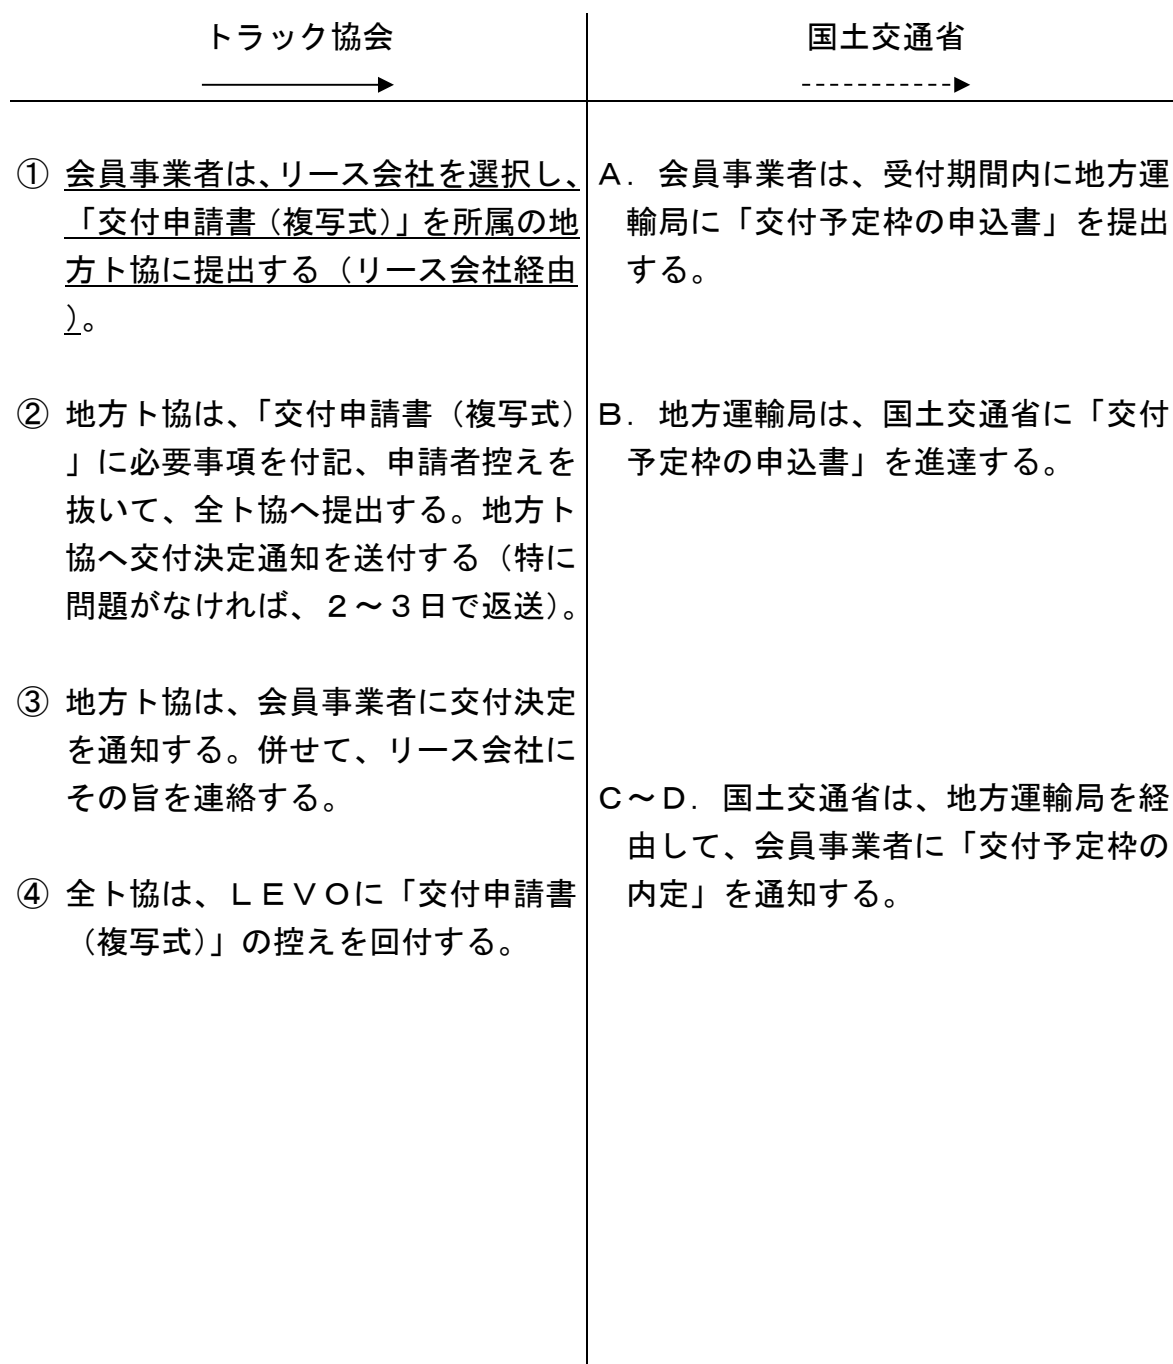 トラック協会
① 会員事業者は、リース会社を選択し、
「交付申請書（複写式）」を所属の地
方ト協に提出する（リース会社経由
）。
② 地方ト協は、「交付申請書（複写式）
」に必要事項を付記、申請者控えを
抜いて、全ト協へ提出する。地方ト
協へ交付決定通知を送付する（特に
問題がなければ、２～３日で返送）。
③ 地方ト協は、会員事業者に交付決定
を通知する。併せて、リース会社に
その旨を連絡する。
④ 全ト協は、ＬＥＶＯに「交付申請書
（複写式）」の控えを回付する。
国土交通省
Ａ．会員事業者は、受付期間内に地方運
輸局に「交付予定枠の申込書」を提出
する。
Ｂ．地方運輸局は、国土交通省に「交付
予定枠の申込書」を進達する。
Ｃ～Ｄ．国土交通省は、地方運輸局を経
由して、会員事業者に「交付予定枠の
内定」を通知する。